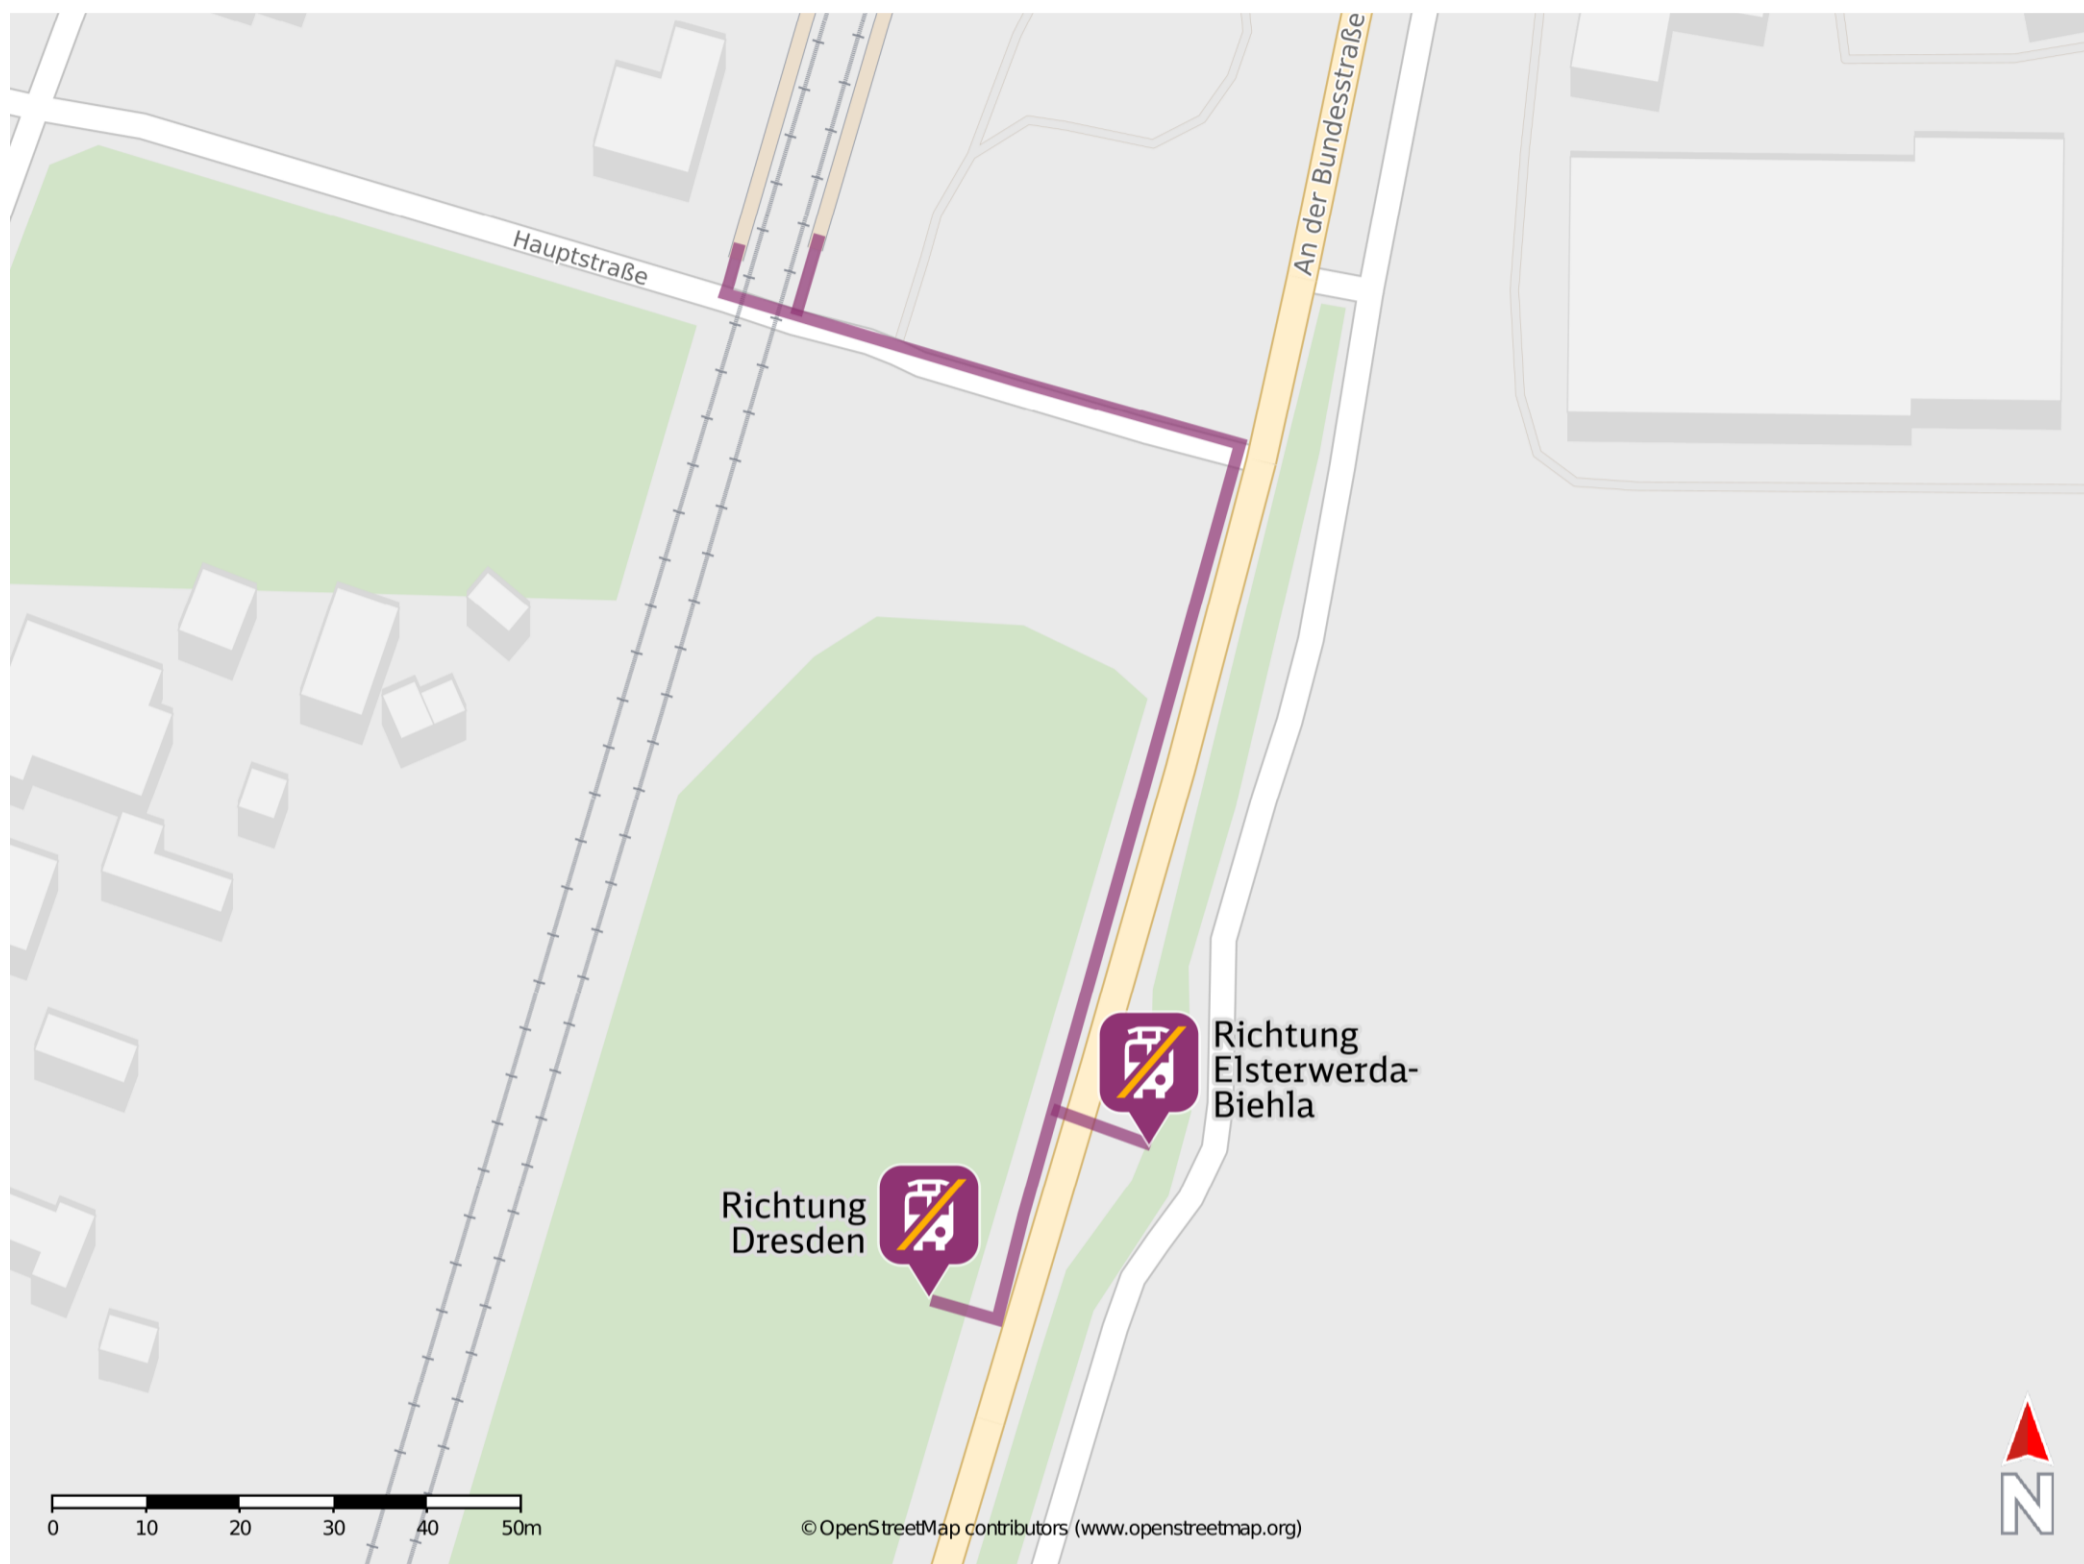 An der Bundesstraße
Hauptstraße
Richtung
Elsterwerda-
Biehla
Richtung
Dresden
0 10 20 30 40 50m
© OpenStreetMap contributors (www.openstreetmap.org)
N